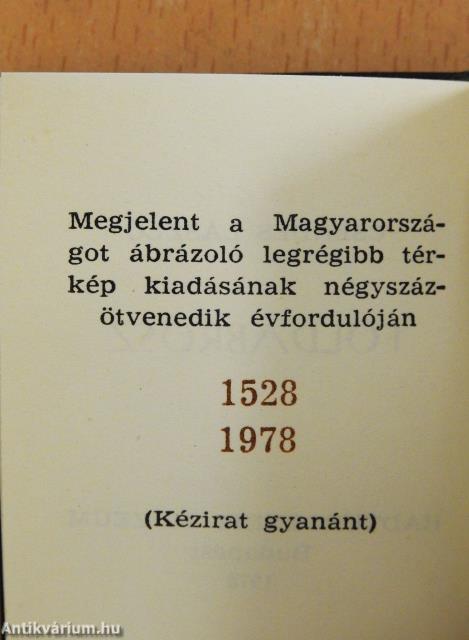 Megjelent a Magyarorszá-
got ábrázoló legrégibb tér-
kép kiadásának négyszáz-
ötvenedik évfordulóján
1528
1978
(Kézirat gyanánt)
Antikvárium.hu